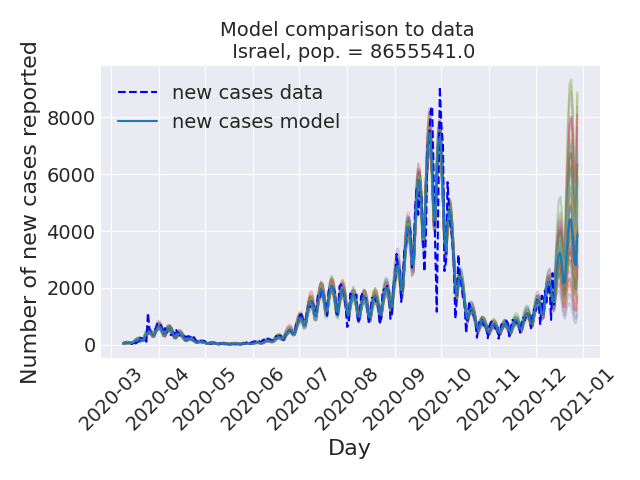 Model comparison to data
Israel, pop. = 8655541.0
Number of new cases reported
new cases data
new cases model
8000
6000
4000
2000
0
2020-03
2020-04
2020-05
2020-06
2020-07
2020-08
2020-09
2020-10
2020-11
2020-12
2021-01
Day